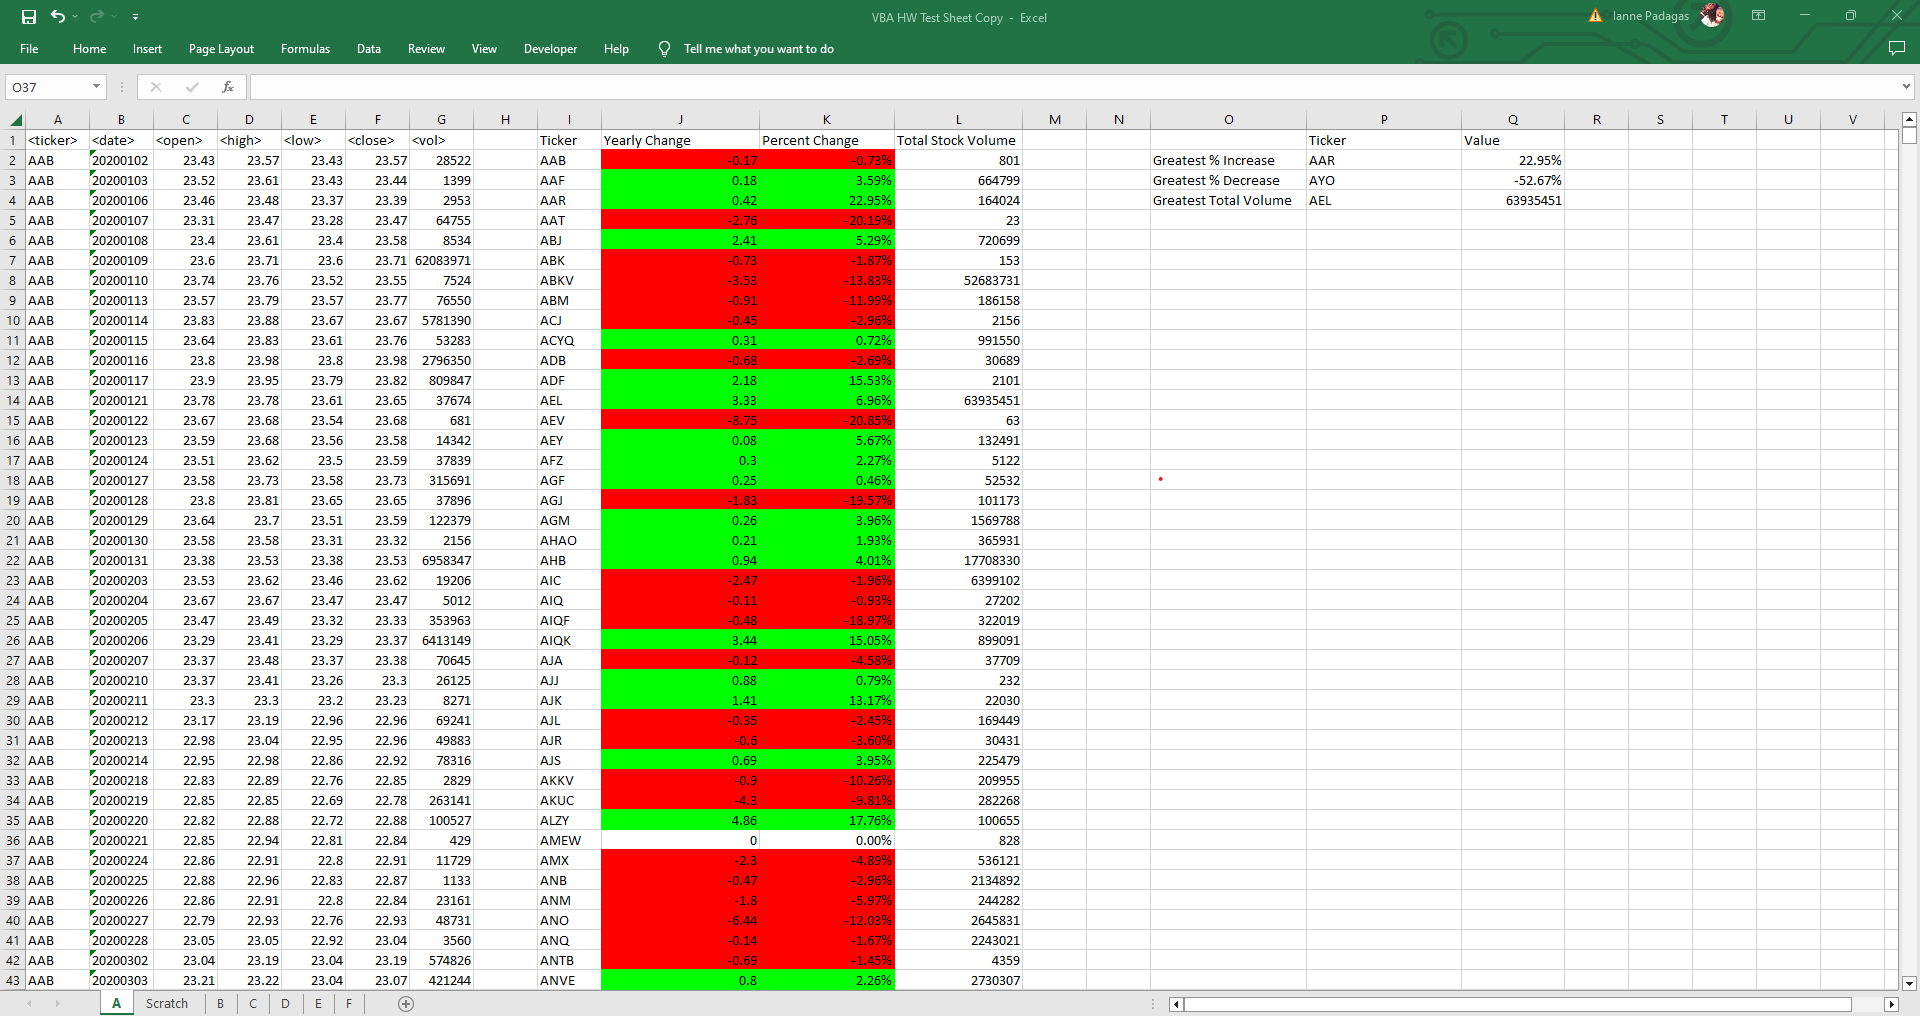 VBA HW Test Sheet Copy - Excel
Ianne Padagas
File Home Insert Page Layout Formulas Data Review View Developer Help Tell me what you want to do
O37 fx
A B C D E F G H I J K L M N O P Q R S T U V
1 <ticker> <date> <open> <high> <low> <close> <vol> Ticker Yearly Change Percent Change Total Stock Volume Ticker Value
2 AAB 20200102 23.43 23.57 23.43 23.57 28522 AAB -0.17 -0.73% 801 Greatest % Increase AAR 22.95%
3 AAB 20200103 23.52 23.61 23.43 23.44 1399 AAF 0.18 3.59% 664799 Greatest % Decrease AYO -52.67%
4 AAB 20200106 23.46 23.48 23.37 23.39 2953 AAR 0.42 22.95% 164024 Greatest Total Volume AEL 63935451
5 AAB 20200107 23.31 23.47 23.28 23.47 64755 AAT -2.76 -20.19% 23
6 AAB 20200108 23.4 23.61 23.4 23.58 8534 ABJ 2.41 5.29% 720699
7 AAB 20200109 23.6 23.71 23.6 23.71 62083971 ABK -0.73 -1.87% 153
8 AAB 20200110 23.74 23.76 23.52 23.55 7524 ABKV -3.53 -13.83% 52683731
9 AAB 20200113 23.57 23.79 23.57 23.77 76550 ABM -0.91 -11.99% 186158
10 AAB 20200114 23.83 23.88 23.67 23.67 5781390 ACJ -0.45 -2.96% 2156
11 AAB 20200115 23.64 23.83 23.61 23.76 53283 ACYQ 0.31 0.72% 991550
12 AAB 20200116 23.8 23.98 23.8 23.98 2796350 ADB -0.68 -2.69% 30689
13 AAB 20200117 23.9 23.95 23.79 23.82 809847 ADF 2.18 15.53% 2101
14 AAB 20200121 23.78 23.78 23.61 23.65 37674 AEL 3.33 6.96% 63935451
15 AAB 20200122 23.67 23.68 23.54 23.68 681 AEV -8.75 -20.85% 63
16 AAB 20200123 23.59 23.68 23.56 23.58 14342 AEY 0.08 5.67% 132491
17 AAB 20200124 23.51 23.62 23.5 23.59 37839 AFZ 0.3 2.27% 5122
18 AAB 20200127 23.58 23.73 23.58 23.73 315691 AGF 0.25 0.46% 52532
19 AAB 20200128 23.8 23.81 23.65 23.65 37896 AGJ -1.83 -19.57% 101173
20 AAB 20200129 23.64 23.7 23.51 23.59 122379 AGM 0.26 3.96% 1569788
21 AAB 20200130 23.58 23.58 23.31 23.32 2156 AHAO 0.21 1.93% 365931
22 AAB 20200131 23.38 23.53 23.38 23.53 6958347 AHB 0.94 4.01% 17708330
23 AAB 20200203 23.53 23.62 23.46 23.62 19206 AIC -2.47 -1.96% 6399102
24 AAB 20200204 23.67 23.67 23.47 23.47 5012 AIQ -0.11 -0.93% 27202
25 AAB 20200205 23.47 23.49 23.32 23.33 353963 AIQF -0.48 -18.97% 322019
26 AAB 20200206 23.29 23.41 23.29 23.37 6413149 AIQK 3.44 15.05% 899091
27 AAB 20200207 23.37 23.48 23.37 23.38 70645 AJA -0.12 -4.58% 37709
28 AAB 20200210 23.37 23.41 23.26 23.3 26125 AJJ 0.88 0.79% 232
29 AAB 20200211 23.3 23.3 23.2 23.23 8271 AJK 1.41 13.17% 22030
30 AAB 20200212 23.17 23.19 22.96 22.96 69241 AJL -0.35 -2.45% 169449
31 AAB 20200213 22.98 23.04 22.95 22.96 49883 AJR -0.6 -3.60% 30431
32 AAB 20200214 22.95 22.98 22.86 22.92 78316 AJS 0.69 3.95% 225479
33 AAB 20200218 22.83 22.89 22.76 22.85 2829 AKKV -0.9 -10.26% 209955
34 AAB 20200219 22.85 22.85 22.69 22.78 263141 AKUC -4.3 -9.81% 282268
35 AAB 20200220 22.82 22.88 22.72 22.88 100527 ALZY 4.86 17.76% 100655
36 AAB 20200221 22.85 22.94 22.81 22.84 429 AMEW 0 0.00% 828
37 AAB 20200224 22.86 22.91 22.8 22.91 11729 AMX -2.3 -4.89% 536121
38 AAB 20200225 22.88 22.96 22.83 22.87 1133 ANB -0.47 -2.96% 2134892
39 AAB 20200226 22.86 22.91 22.8 22.84 23161 ANM -1.8 -5.97% 244282
40 AAB 20200227 22.79 22.93 22.76 22.93 48731 ANO -6.44 -12.03% 2645831
41 AAB 20200228 23.05 23.05 22.92 23.04 3560 ANQ -0.14 -1.67% 2243021
42 AAB 20200302 23.04 23.19 23.04 23.19 574826 ANTB -0.69 -1.45% 4359
43 AAB 20200303 23.21 23.22 23.04 23.07 421244 ANVE 0.8 2.26% 2730307
A Scratch B C D E F